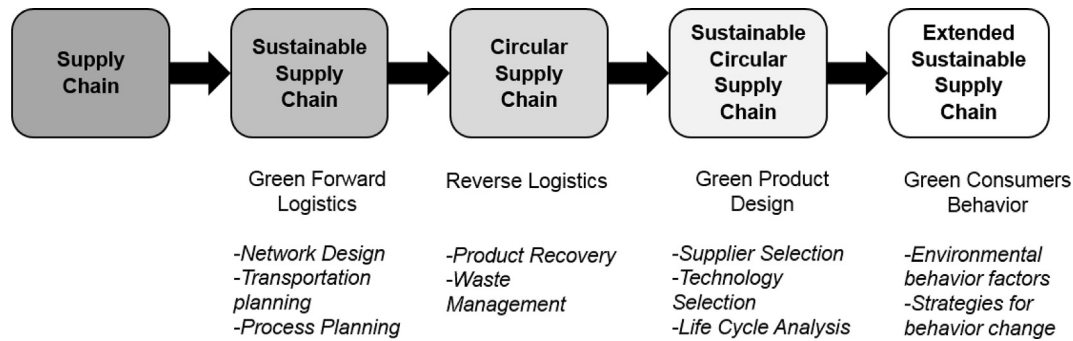 Supply
Chain
Sustainable
Supply
Chain
Circular
Supply
Chain
Sustainable
Circular
Supply
Chain
Extended
Sustainable
Supply
Chain
Green Forward
Logistics
-Network Design
-Transportation
planning
-Process Planning
Reverse Logistics
-Product Recovery
-Waste
Management
Green Product
Design
-Supplier Selection
-Technology
Selection
-Life Cycle Analysis
Green Consumers
Behavior
-Environmental
behavior factors
-Strategies for
behavior change